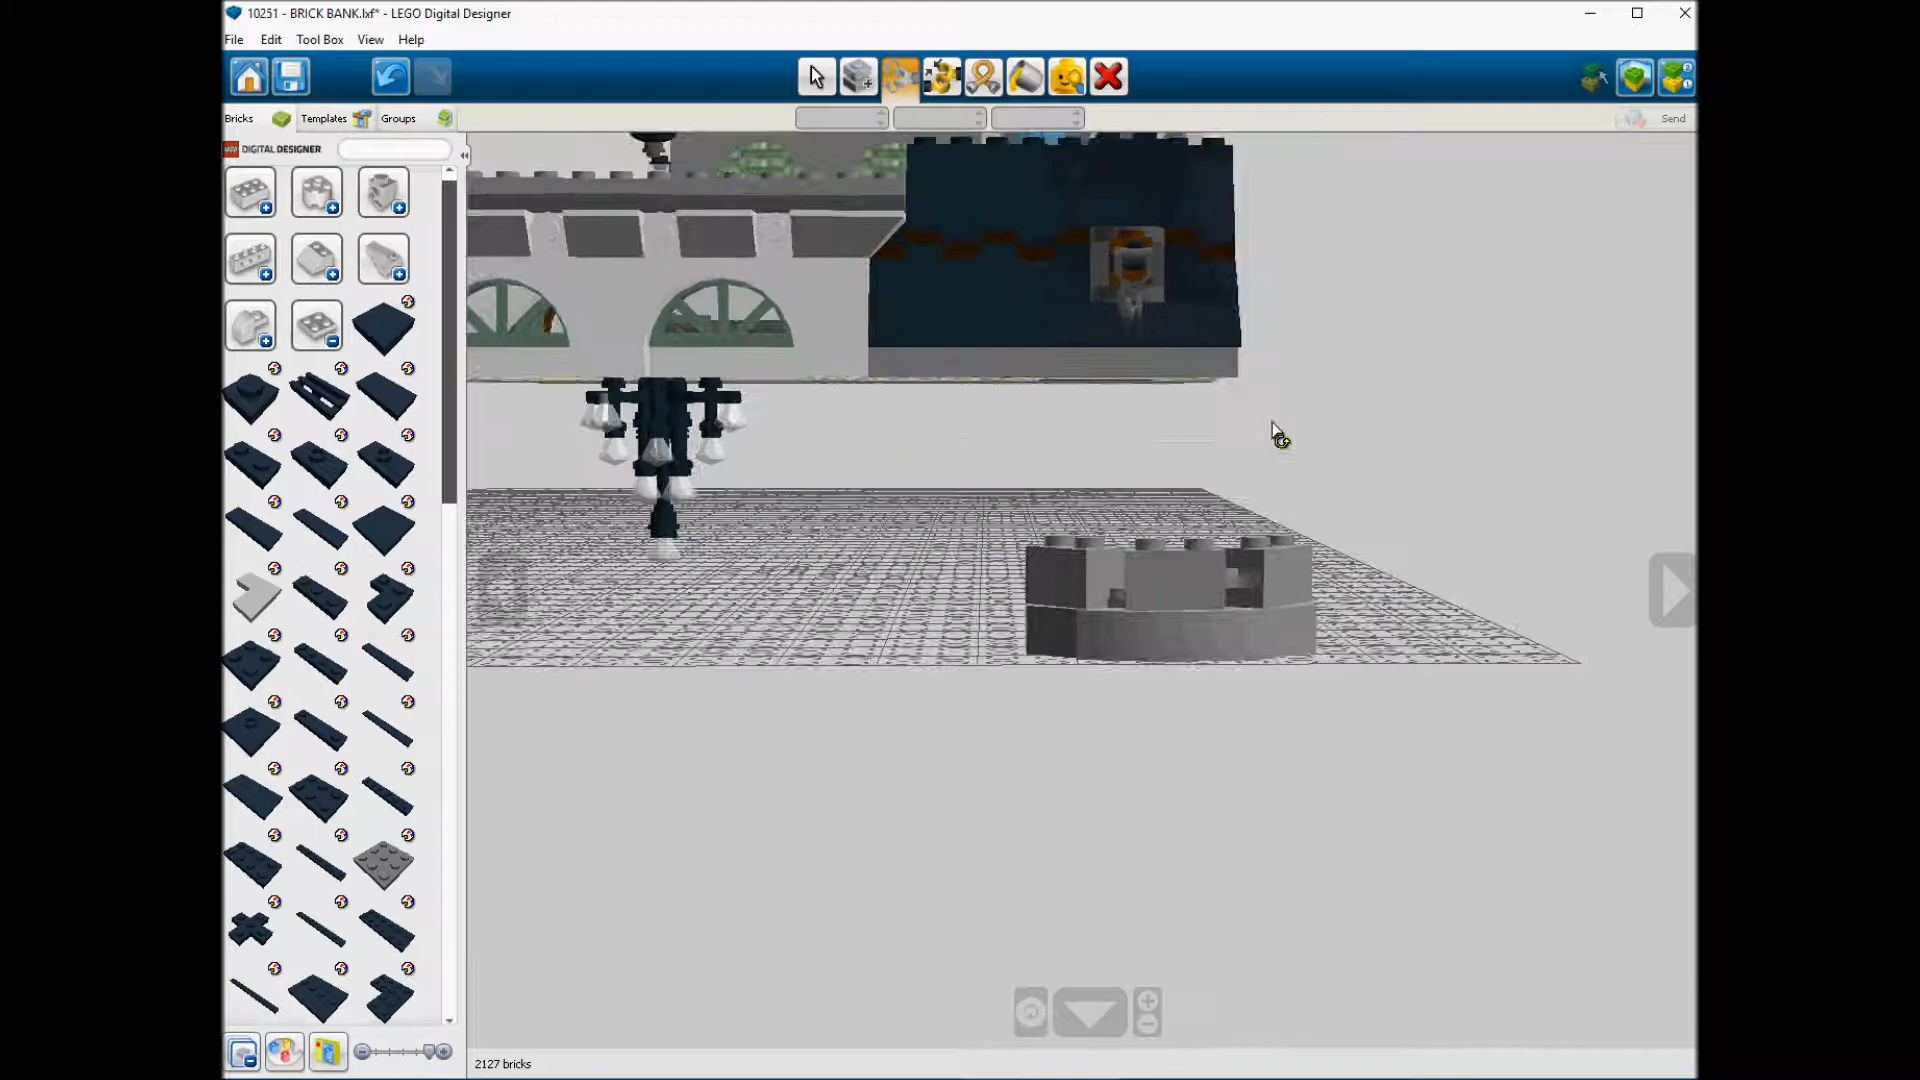 10251 - BRICK BANK.lxf* - LEGO Digital Designer
File Edit Tool Box View Help
Bricks Templates Groups Send
LEGO DIGITAL DESIGNER
2127 bricks